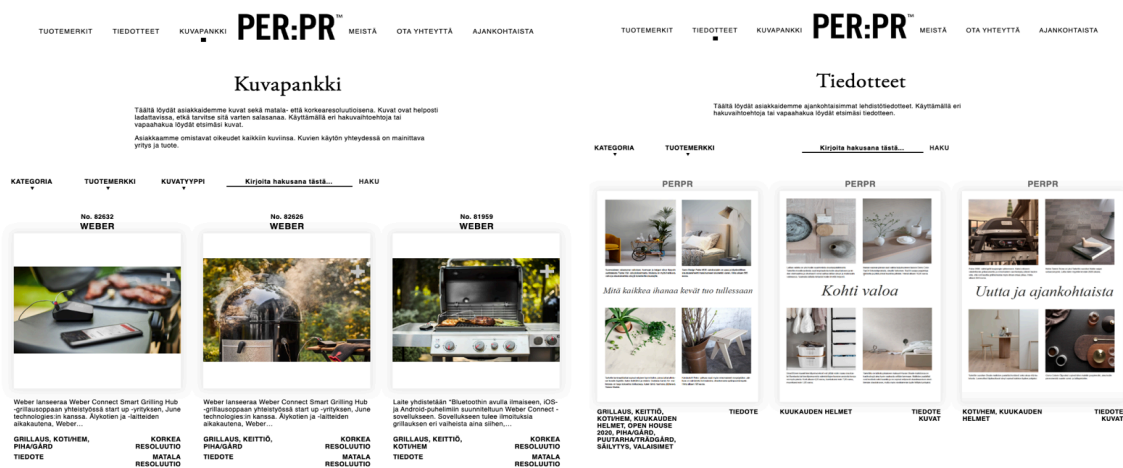 TUOTEMERKIT TIEDOTTEET KUVAPANKKI PER:PR™ MEISTÄ OTA YHTEYTTÄ AJANKOHTAISTA
Kuvapankki
Täältä löydät asiakkaidemme kuvat sekä matala- että korkearesoluutioisena. Kuvat ovat helposti
ladattavissa, etkä tarvitse sitä varten salasanaa. Käyttämällä eri hakuvaihtoehtoja tai
vapaahakua löydät etsimäsi kuvat.
Asiakkaamme omistavat oikeudet kaikkiin kuviinsa. Kuvien käytön yhteydessä on mainittava
yritys ja tuote.
KATEGORIA TUOTEMERKKI KUVATYYPPI Kirjoita hakusana tästä... HAKU
No. 82632
WEBER
Weber lanseeraa Weber Connect Smart Grilling Hub
-grillausoppaan yhteistyössä start up -yrityksen, June
technologies:in kanssa. Älykotien ja -laitteiden
aikakautena, Weber…
GRILLAUS, KOTI/HEM,
PIHA/GÅRD
KORKEA
RESOLUUTIO
TIEDOTE
MATALA
RESOLUUTIO
No. 82626
WEBER
Weber lanseeraa Weber Connect Smart Grilling Hub
-grillausoppaan yhteistyössä start up -yrityksen, June
technologies:in kanssa. Älykotien ja -laitteiden
aikakautena, Weber…
GRILLAUS, KEITTIÖ,
PIHA/GÅRD
KORKEA
RESOLUUTIO
TIEDOTE
MATALA
RESOLUUTIO
No. 81959
WEBER
Laite yhdistetään "Bluetoothin avulla ilmaiseen, iOS-
ja Android-puhelimiin suunniteltuun Weber Connect -
sovellukseen. Sovellukseen tulee ilmoituksia
grillauksen eri vaiheista aina siihen,…
GRILLAUS, KEITTIÖ,
KOTI/HEM
KORKEA
RESOLUUTIO
TIEDOTE
MATALA
RESOLUUTIO
TUOTEMERKIT TIEDOTTEET KUVAPANKKI PER:PR™ MEISTÄ OTA YHTEYTTÄ AJANKOHTAISTA
Tiedotteet
Täältä löydät asiakkaidemme ajankohtaisimmat lehdistötiedotteet. Käyttämällä eri
hakuvaihtoehtoja tai vapaahakua löydät etsimäsi tiedotteen.
KATEGORIA TUOTEMERKKI Kirjoita hakusana tästä... HAKU
PERPR
Mitä kaikkea ihanaa kevät tuo tullessaan
GRILLAUS, KEITTIÖ,
KOTI/HEM, KUUKAUDEN
HELMET, OPEN HOUSE
2020, PIHA/GÅRD,
PUUTARHA/TRÄDGÅRD,
SÄILYTYS, VALAISIMET
TIEDOTE
PERPR
Kohti valoa
KUUKAUDEN HELMET
TIEDOTE
KUVAT
PERPR
Uutta ja ajankohtaista
KOTI/HEM, KUUKAUDEN
HELMET
TIEDOTE
KUVAT